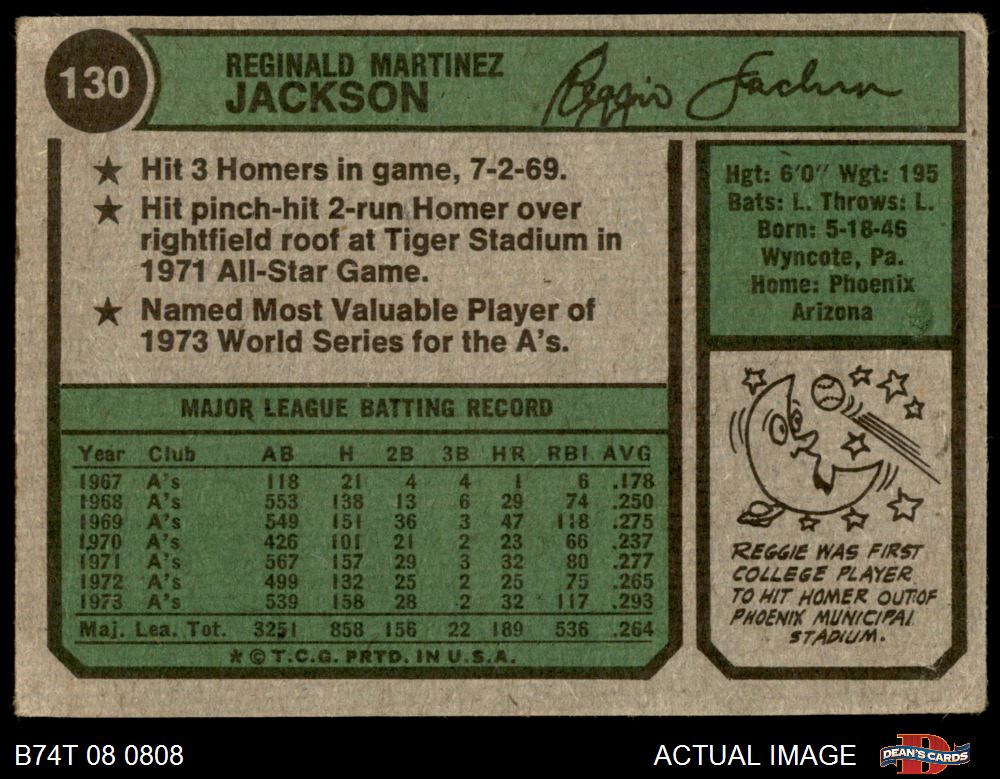 130
REGINALD MARTINEZ
JACKSON
Reggie Jackson
★ Hit 3 Homers in game, 7-2-69.
★ Hit pinch-hit 2-run Homer over
rightfield roof at Tiger Stadium in
1971 All-Star Game.
★ Named Most Valuable Player of
1973 World Series for the A's.
Hgt: 6'0" Wgt: 195
Bats: L. Throws: L.
Born: 5-18-46
Wyncote, Pa.
Home: Phoenix
Arizona
MAJOR LEAGUE BATTING RECORD
Year Club AB H 2B 3B HR RBI AVG
1967 A's 118 21 4 4 1 6 .178
1968 A's 553 138 13 6 29 74 .250
1969 A's 549 151 36 3 47 118 .275
1970 A's 426 101 21 2 23 66 .237
1971 A's 567 157 29 3 32 80 .277
1972 A's 499 132 25 2 25 75 .265
1973 A's 539 158 28 2 32 117 .293
Maj. Lea. Tot. 3251 858 156 22 189 536 .264
★ © T.C.G. PRTD. IN U.S.A.
REGGIE WAS FIRST
COLLEGE PLAYER
TO HIT HOMER OUT OF
PHOENIX MUNICIPAL
STADIUM.
B74T 08 0808
ACTUAL IMAGE
DEAN'S CARDS